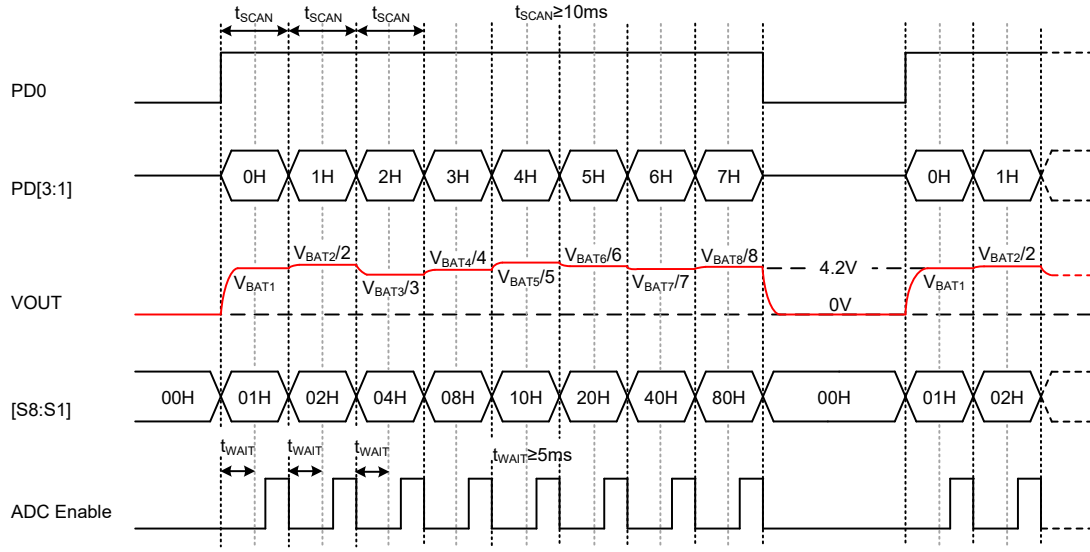 tSCAN tSCAN tSCAN tSCAN≥10ms
PD0
PD[3:1] 0H 1H 2H 3H 4H 5H 6H 7H 0H 1H
VOUT VBAT1 VBAT2/2 VBAT3/3 VBAT4/4 VBAT5/5 VBAT6/6 VBAT7/7 VBAT8/8 4.2V 0V VBAT1 VBAT2/2
[S8:S1] 00H 01H 02H 04H 08H 10H 20H 40H 80H 00H 01H 02H
tWAIT tWAIT tWAIT tWAIT≥5ms
ADC Enable